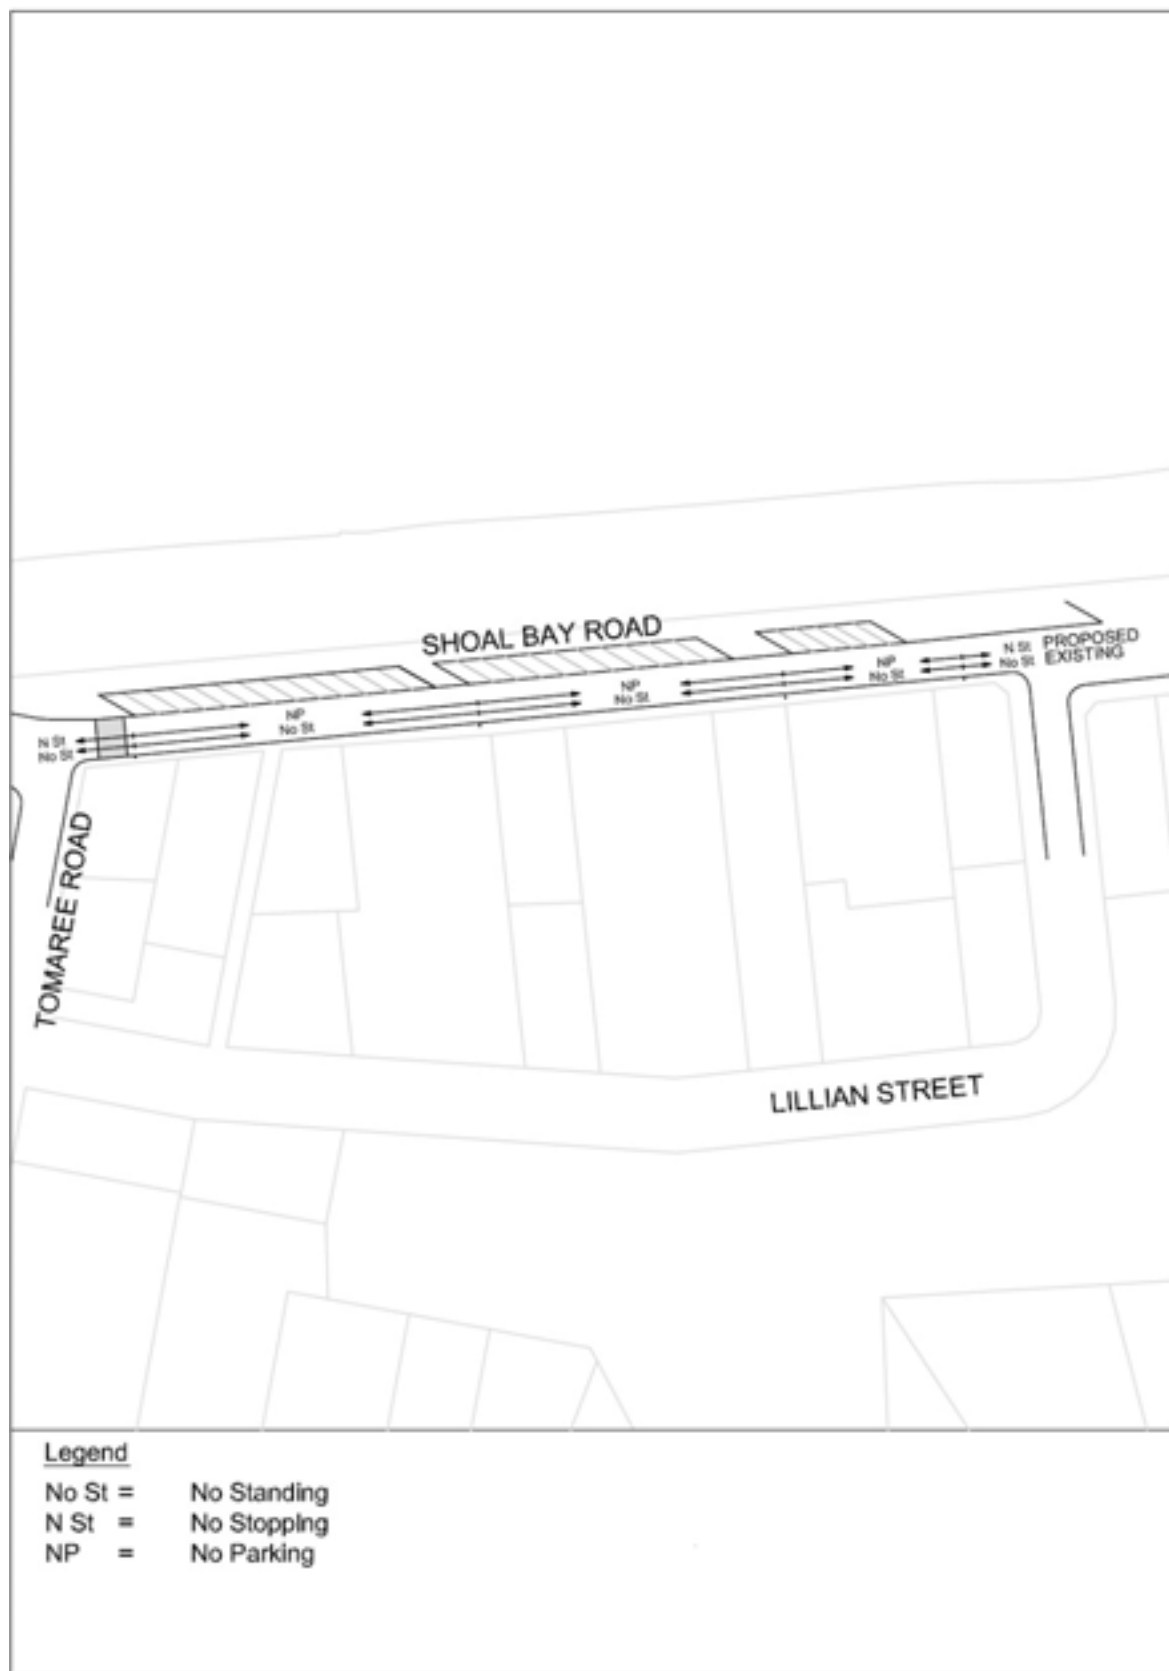 SHOAL BAY ROAD
N St PROPOSED
No St EXISTING
NP
No St
NP
No St
NP
No St
N St
No St
TOMAREE ROAD
LILLIAN STREET
Legend
No St = No Standing
N St = No Stopping
NP = No Parking